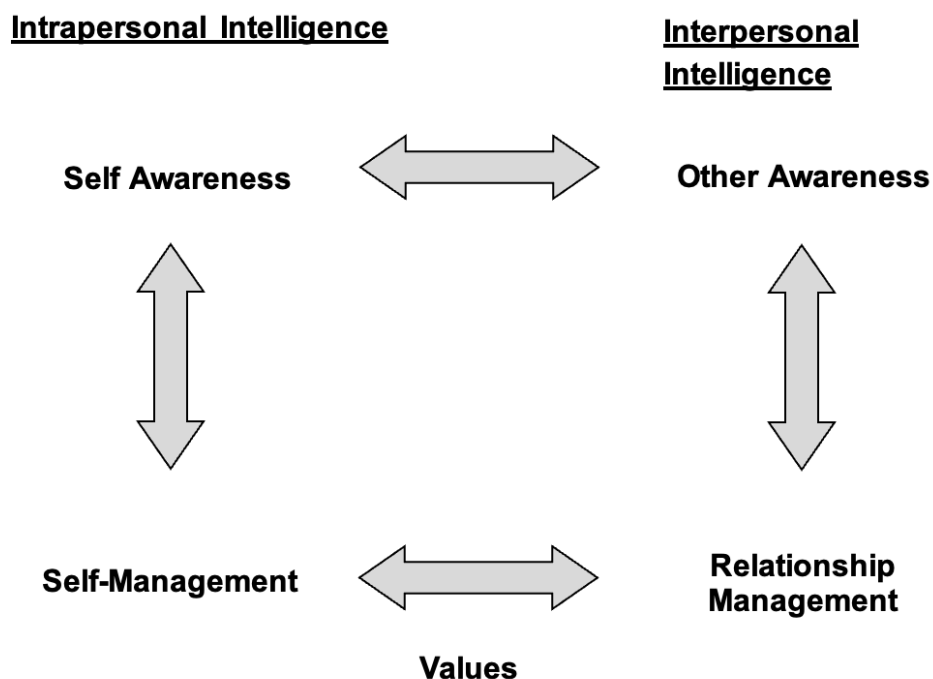 Intrapersonal Intelligence
Interpersonal
Intelligence
Self Awareness
Other Awareness
Self-Management
Relationship
Management
Values